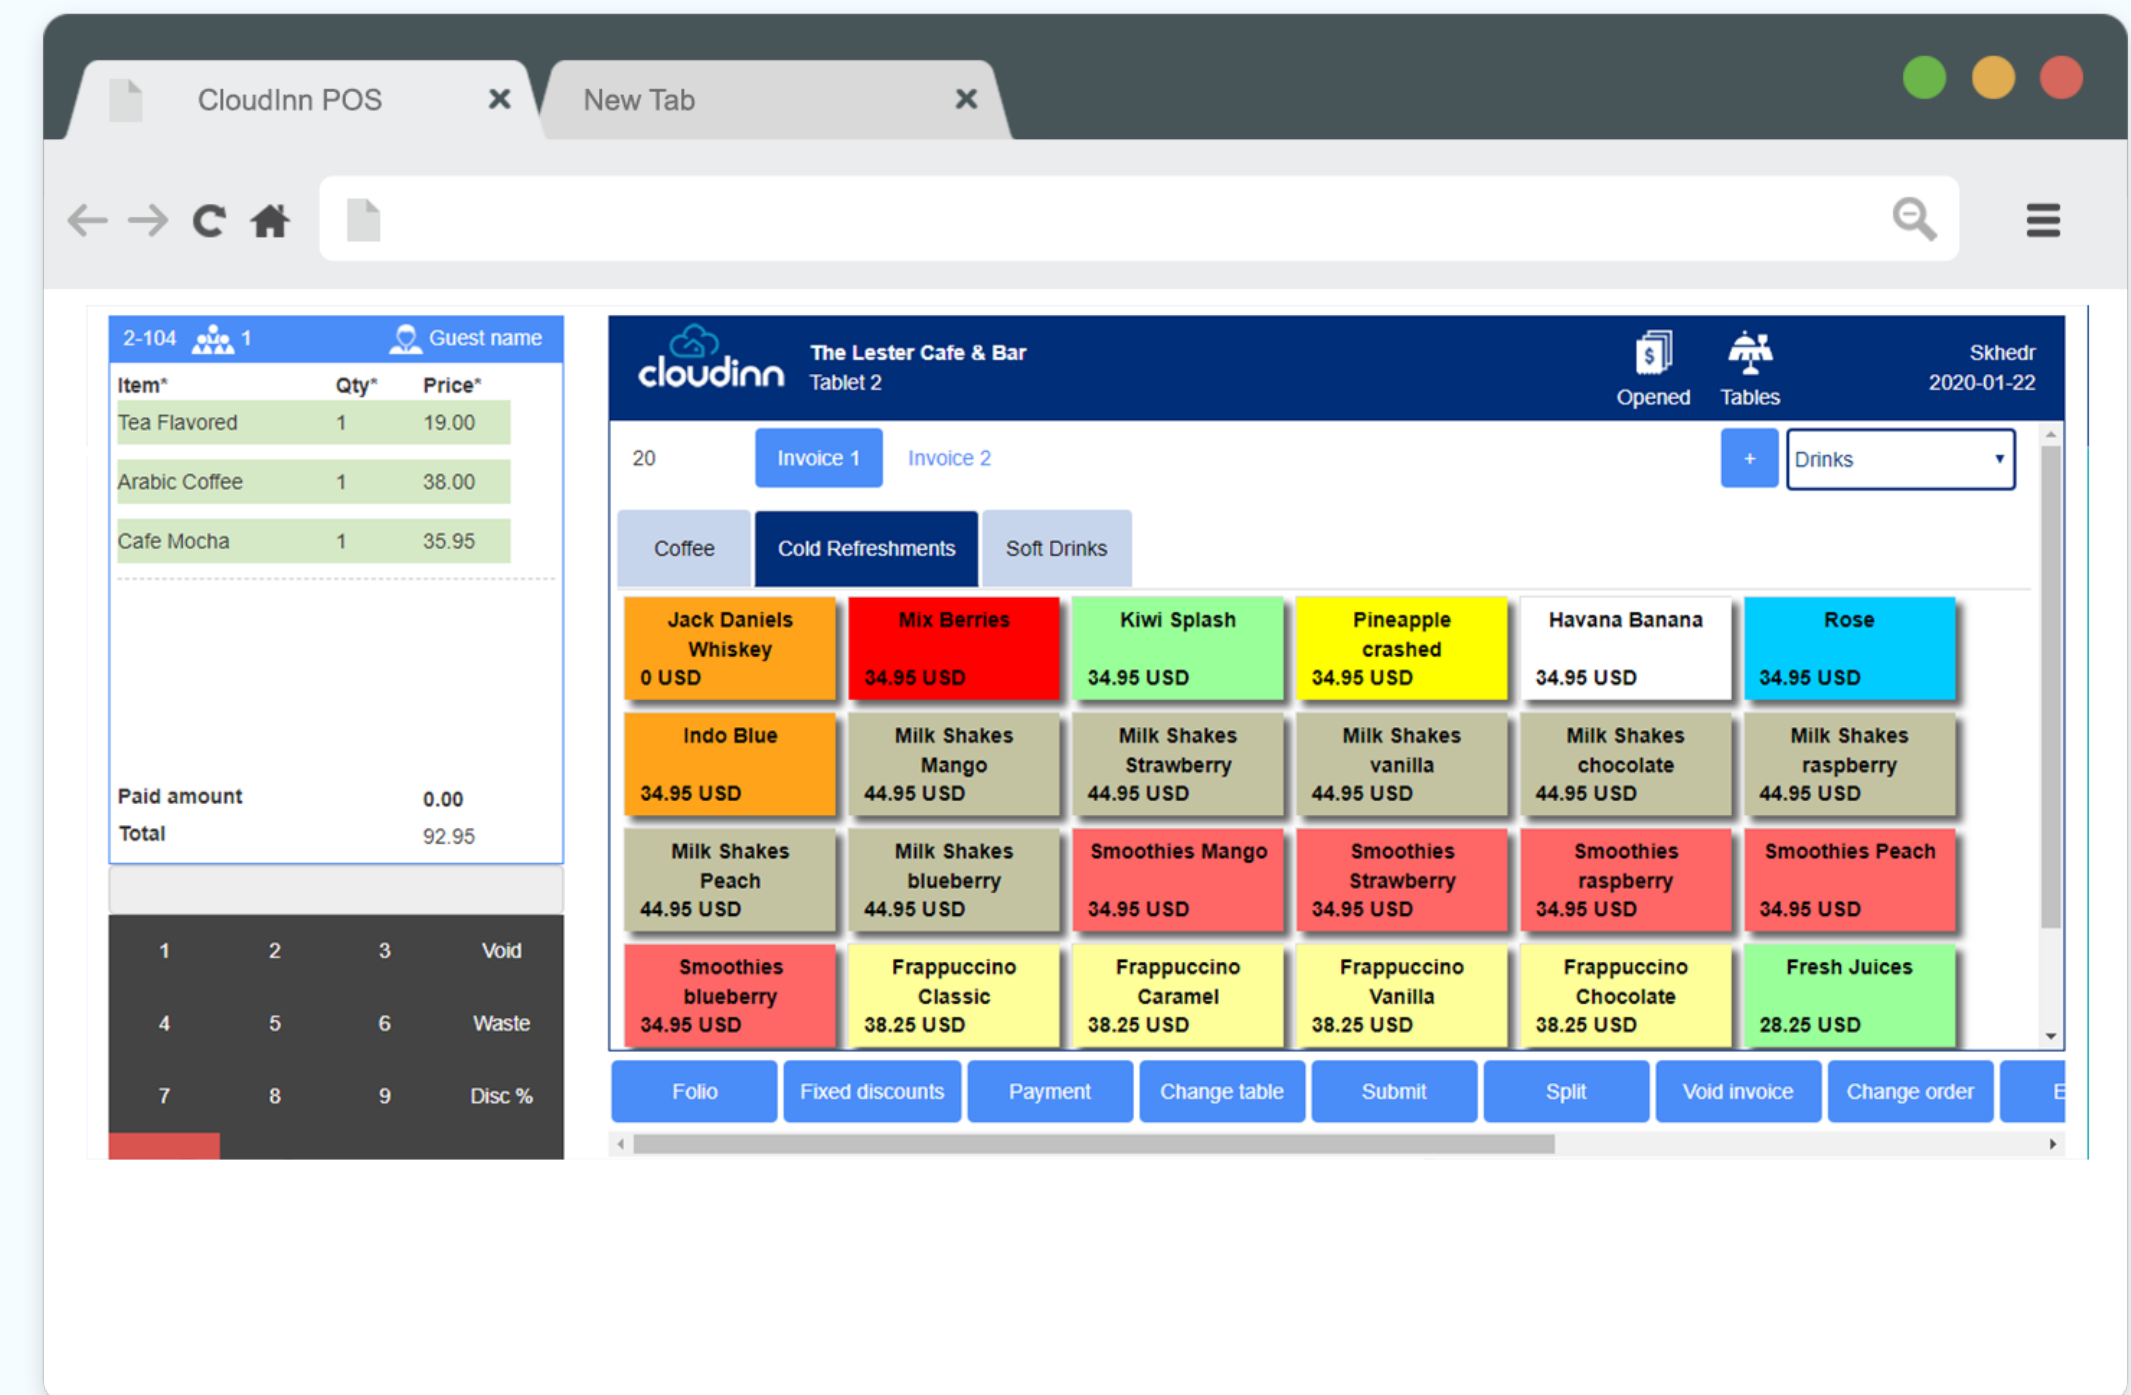 CloudInn POS
New Tab
2-104 1 Guest name
Item* Qty* Price*
Tea Flavored 1 19.00
Arabic Coffee 1 38.00
Cafe Mocha 1 35.95
Paid amount 0.00
Total 92.95
1 2 3 Void
4 5 6 Waste
7 8 9 Disc %
cloudinn
The Lester Cafe & Bar
Tablet 2
Opened
Tables
Skhedr
2020-01-22
20 Invoice 1 Invoice 2 + Drinks
Coffee Cold Refreshments Soft Drinks
Jack Daniels
Whiskey
0 USD
Mix Berries
34.95 USD
Kiwi Splash
34.95 USD
Pineapple
crashed
34.95 USD
Havana Banana
34.95 USD
Rose
34.95 USD
Indo Blue
34.95 USD
Milk Shakes
Mango
44.95 USD
Milk Shakes
Strawberry
44.95 USD
Milk Shakes
vanilla
44.95 USD
Milk Shakes
chocolate
44.95 USD
Milk Shakes
raspberry
44.95 USD
Milk Shakes
Peach
44.95 USD
Milk Shakes
blueberry
44.95 USD
Smoothies Mango
34.95 USD
Smoothies
Strawberry
34.95 USD
Smoothies
raspberry
34.95 USD
Smoothies Peach
34.95 USD
Smoothies
blueberry
34.95 USD
Frappuccino
Classic
38.25 USD
Frappuccino
Caramel
38.25 USD
Frappuccino
Vanilla
38.25 USD
Frappuccino
Chocolate
38.25 USD
Fresh Juices
28.25 USD
Folio Fixed discounts Payment Change table Submit Split Void invoice Change order